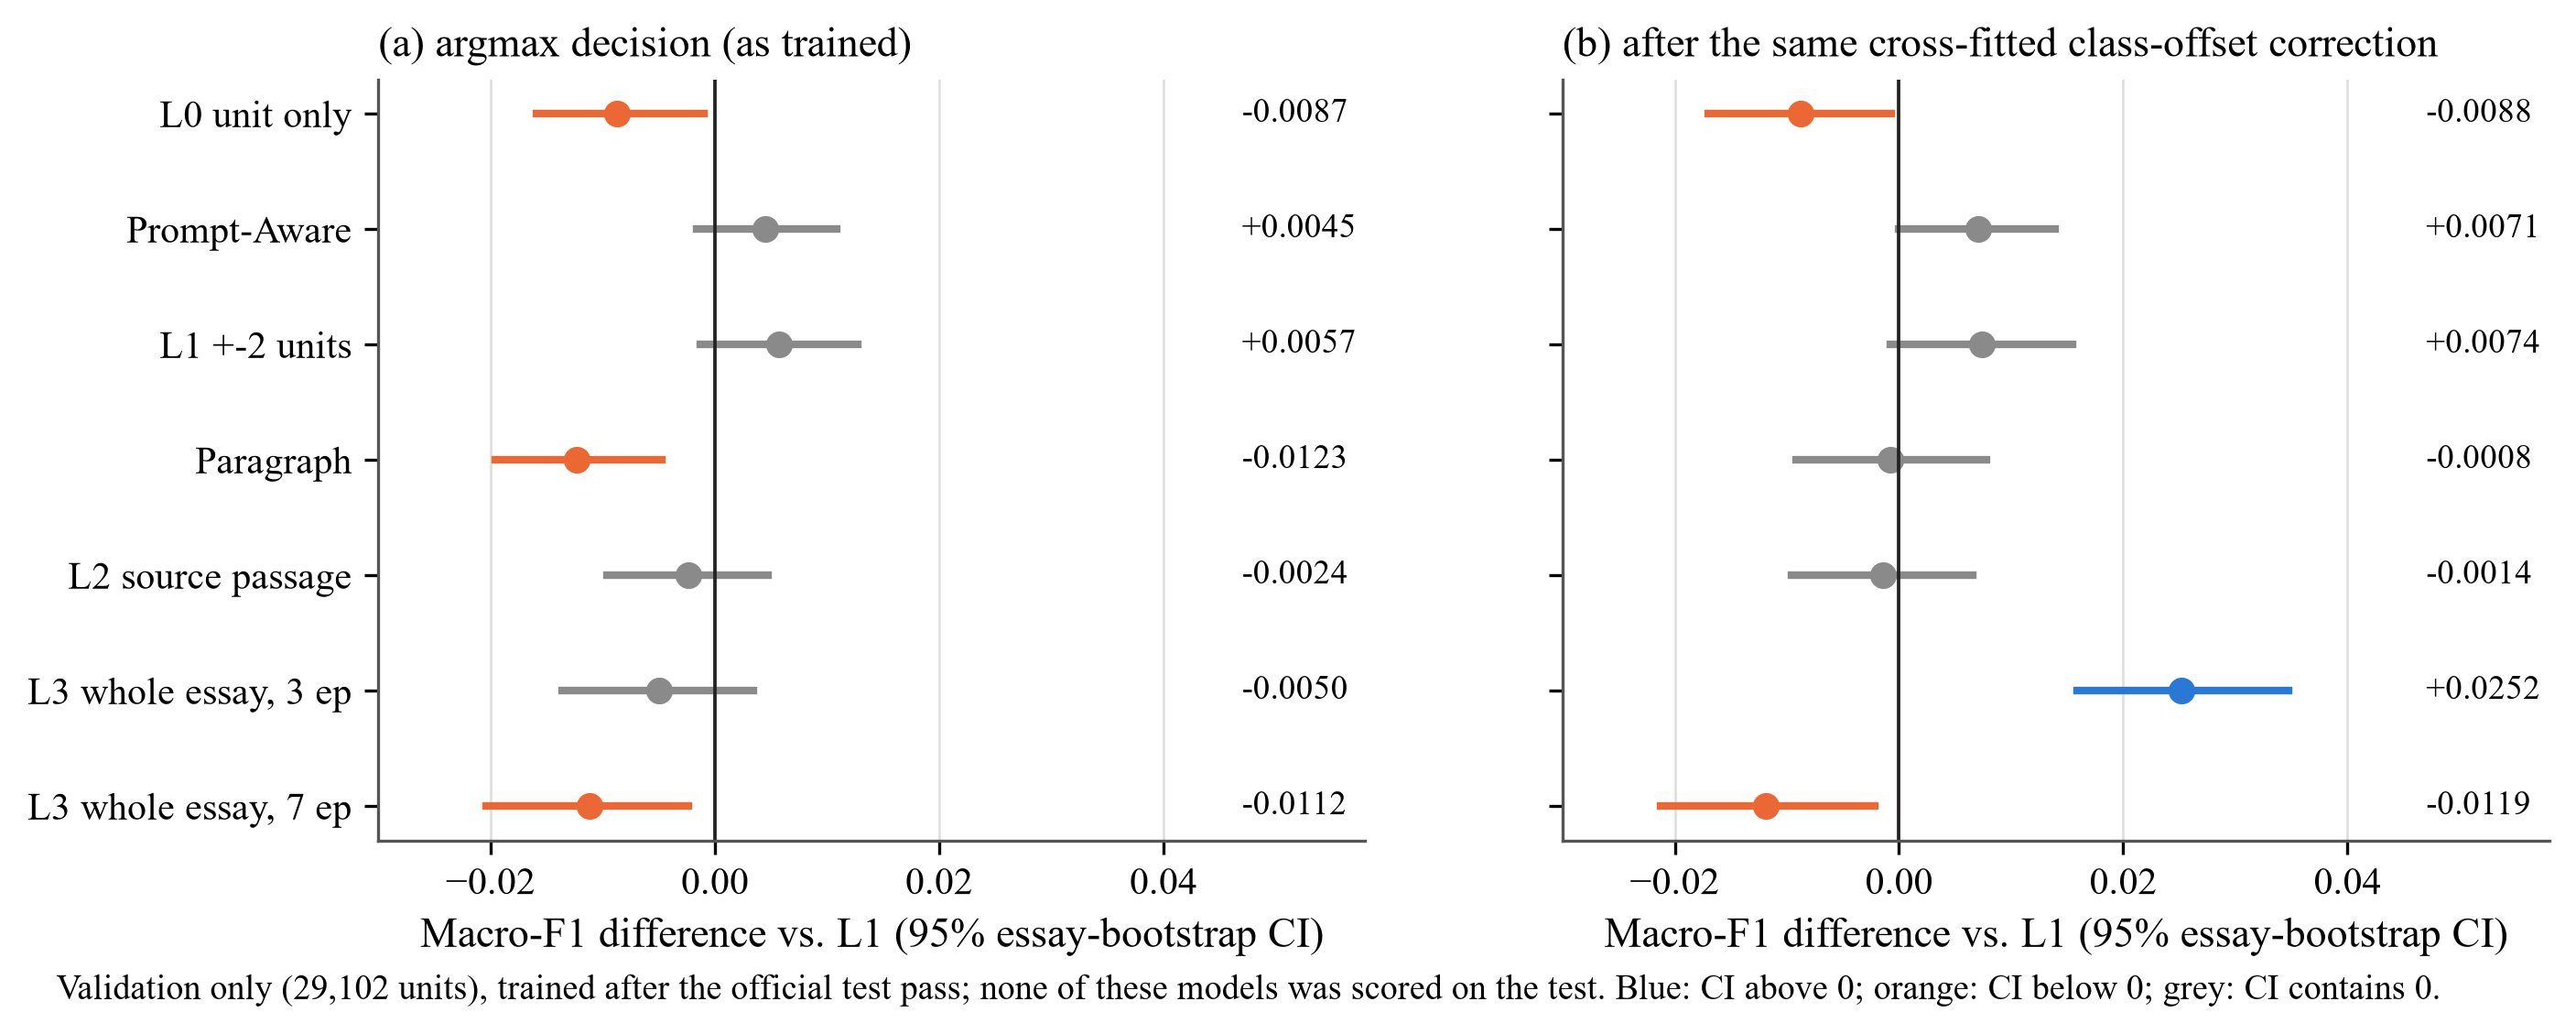 (a) argmax decision (as trained)
L0 unit only
-0.0087
Prompt-Aware
+0.0045
L1 +-2 units
+0.0057
Paragraph
-0.0123
L2 source passage
-0.0024
L3 whole essay, 3 ep
-0.0050
L3 whole essay, 7 ep
-0.0112
−0.02 0.00 0.02 0.04
Macro-F1 difference vs. L1 (95% essay-bootstrap CI)
(b) after the same cross-fitted class-offset correction
-0.0088
+0.0071
+0.0074
-0.0008
-0.0014
+0.0252
-0.0119
−0.02 0.00 0.02 0.04
Macro-F1 difference vs. L1 (95% essay-bootstrap CI)
Validation only (29,102 units), trained after the official test pass; none of these models was scored on the test. Blue: CI above 0; orange: CI below 0; grey: CI contains 0.